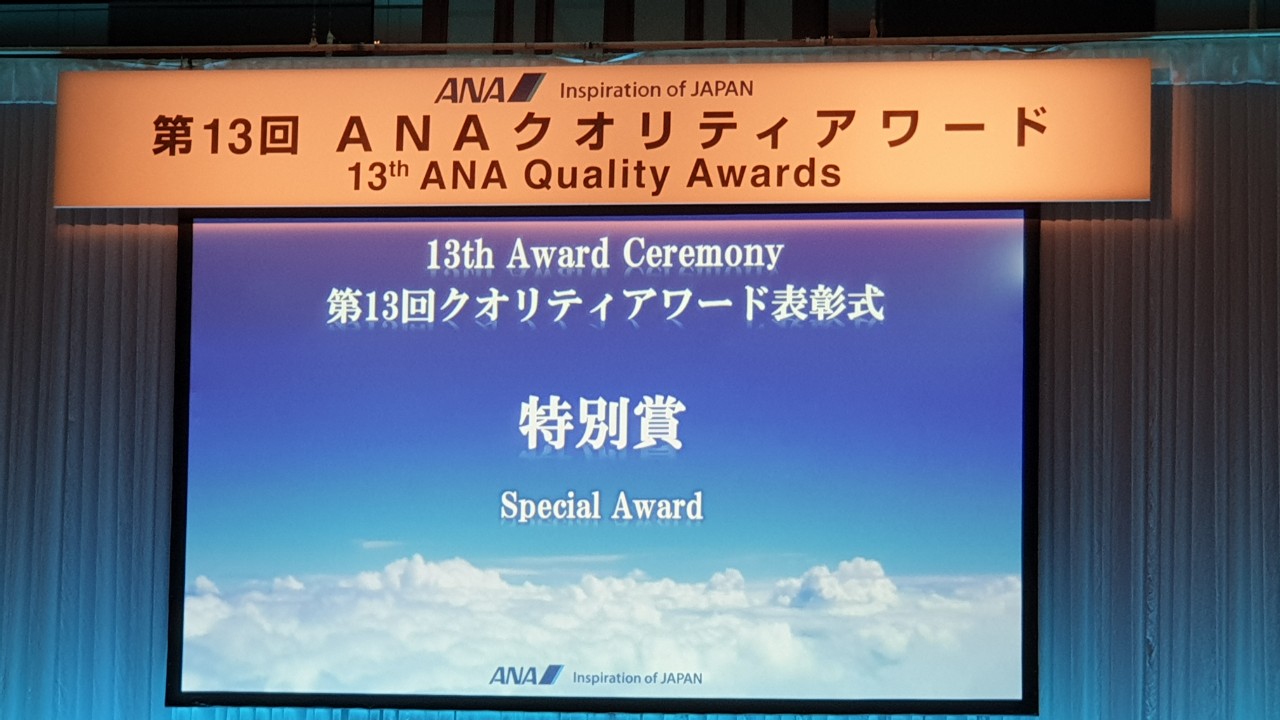 ANA Inspiration of JAPAN
第13回 ANAクオリティアワード
13th ANA Quality Awards
13th Award Ceremony
第13回クオリティアワード表彰式
特別賞
Special Award
ANA Inspiration of JAPAN